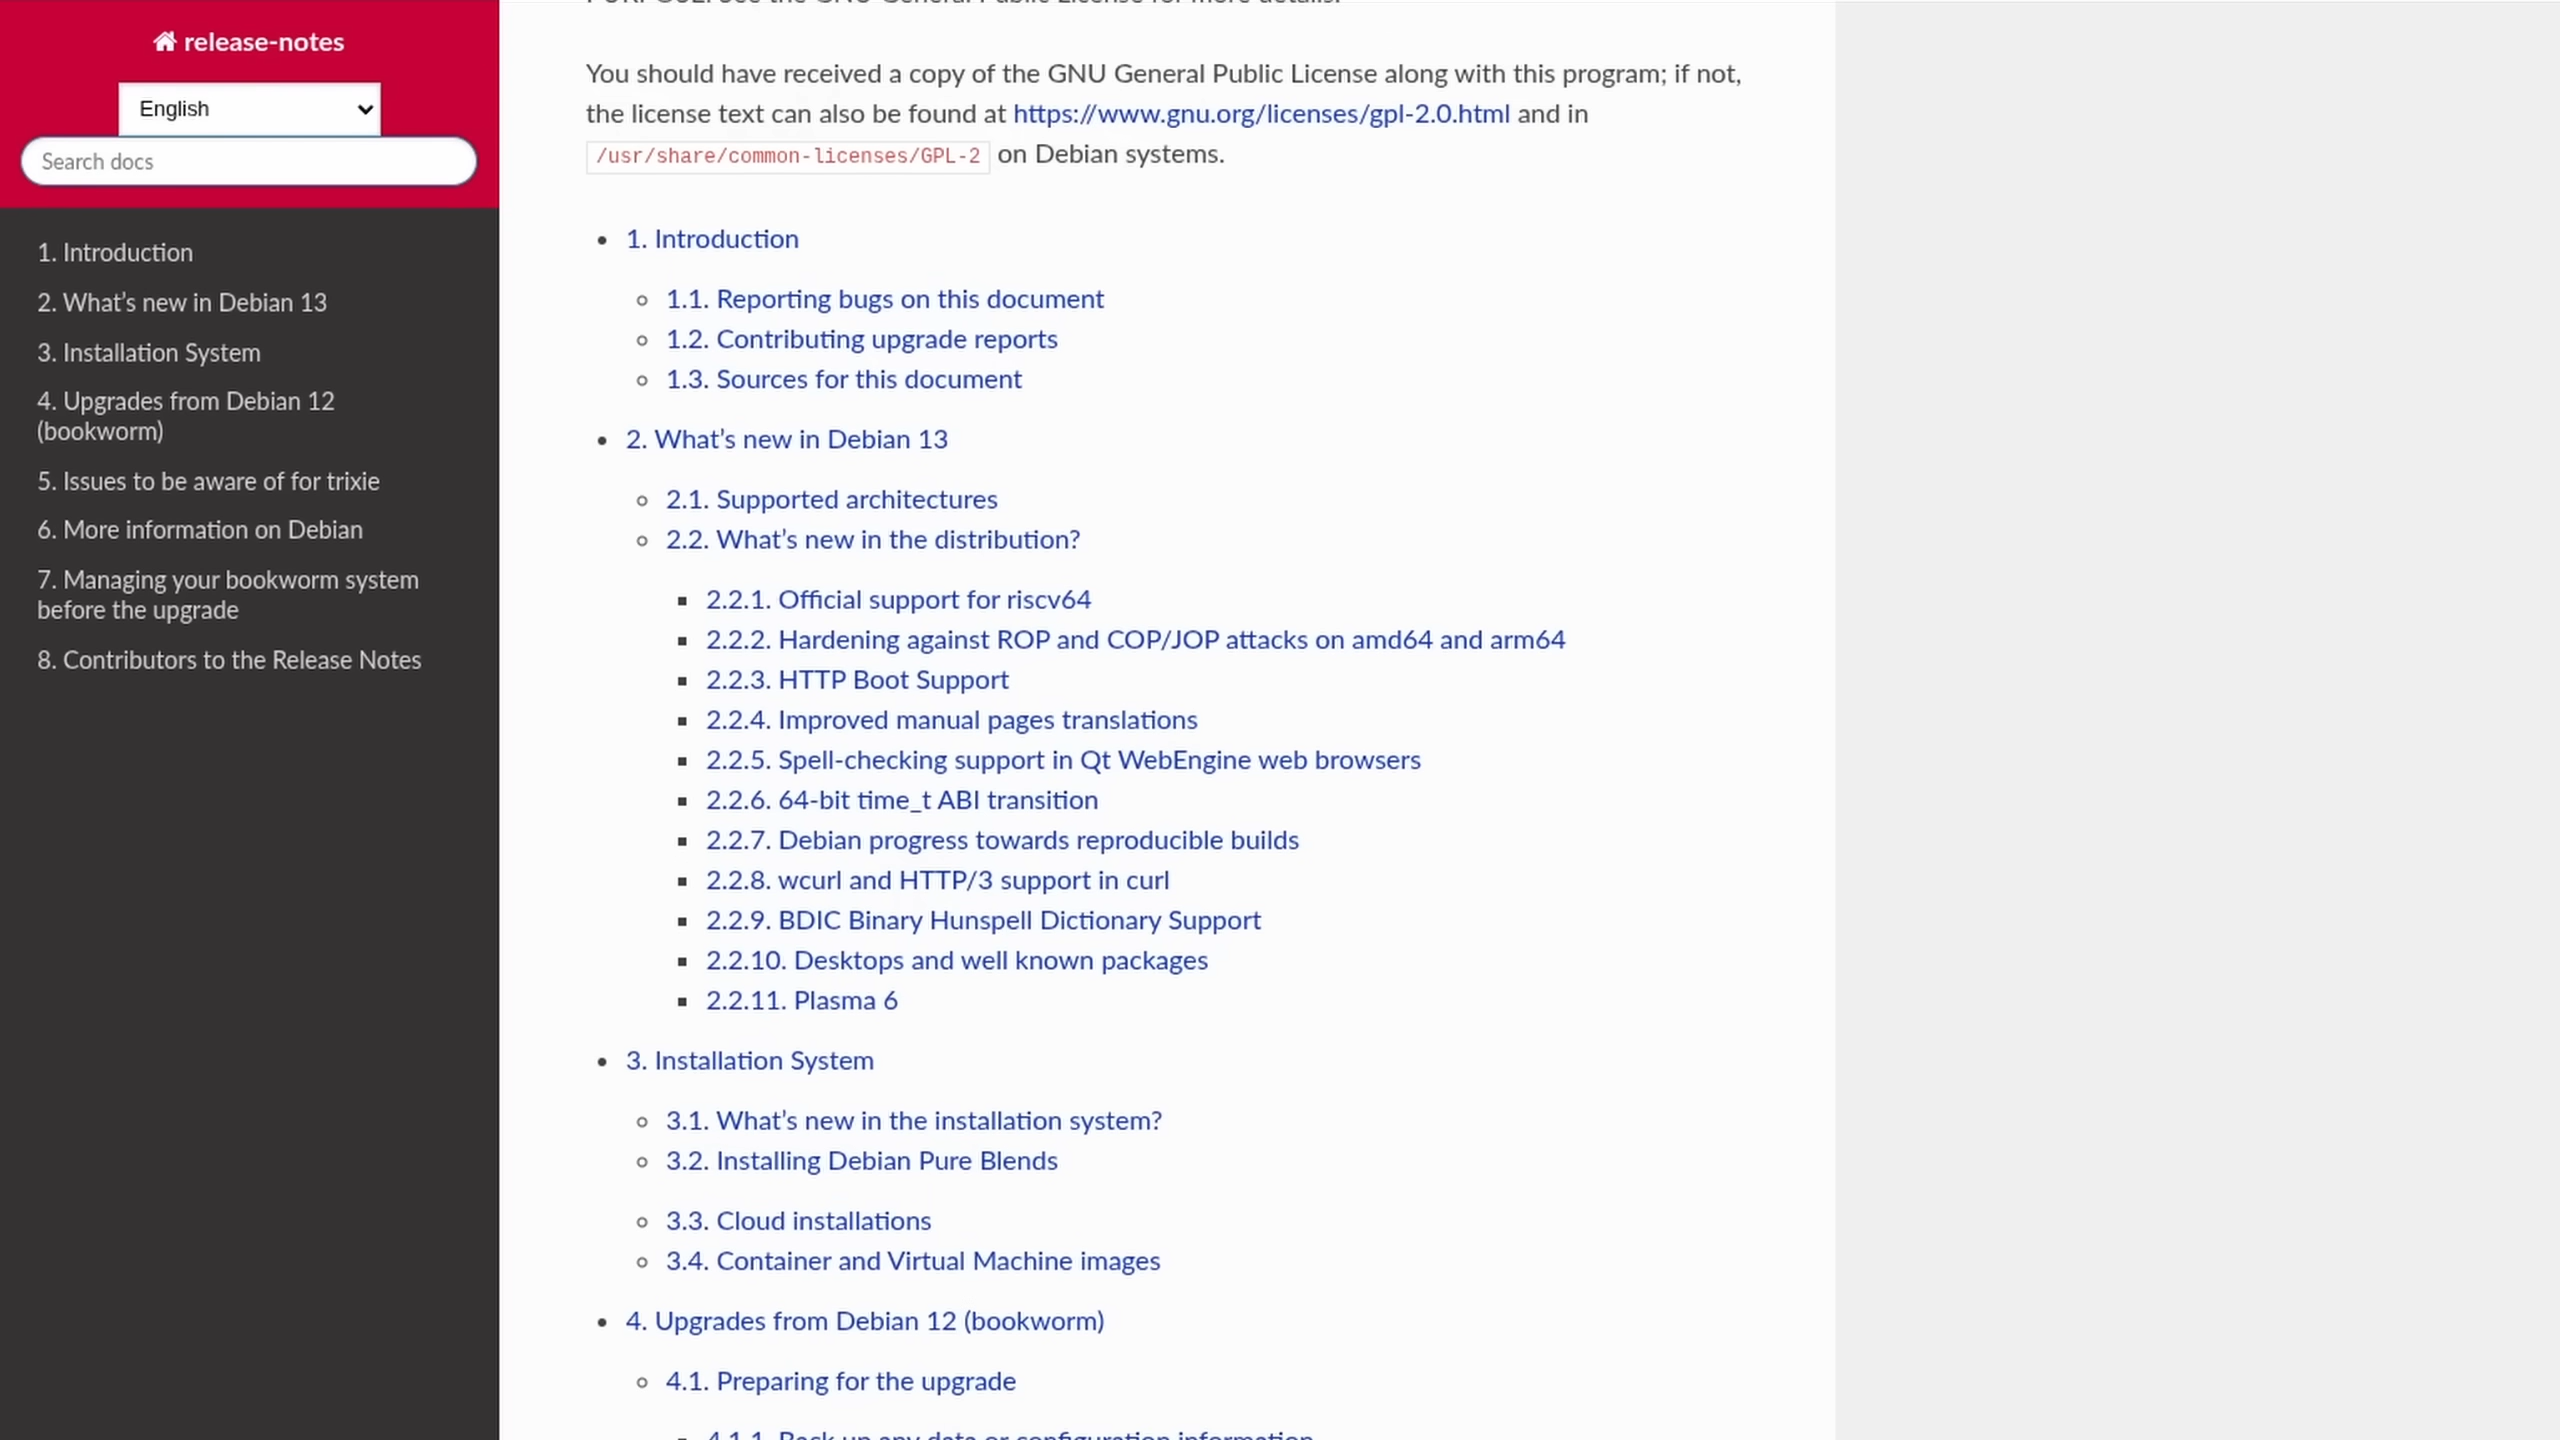 release-notes
English
Search docs
1. Introduction
2. What's new in Debian 13
3. Installation System
4. Upgrades from Debian 12
(bookworm)
5. Issues to be aware of for trixie
6. More information on Debian
7. Managing your bookworm system
before the upgrade
8. Contributors to the Release Notes
You should have received a copy of the GNU General Public License along with this program; if not,
the license text can also be found at https://www.gnu.org/licenses/gpl-2.0.html and in
/usr/share/common-licenses/GPL-2 on Debian systems.
1. Introduction
1.1. Reporting bugs on this document
1.2. Contributing upgrade reports
1.3. Sources for this document
2. What's new in Debian 13
2.1. Supported architectures
2.2. What's new in the distribution?
2.2.1. Official support for riscv64
2.2.2. Hardening against ROP and COP/JOP attacks on amd64 and arm64
2.2.3. HTTP Boot Support
2.2.4. Improved manual pages translations
2.2.5. Spell-checking support in Qt WebEngine web browsers
2.2.6. 64-bit time_t ABI transition
2.2.7. Debian progress towards reproducible builds
2.2.8. wcurl and HTTP/3 support in curl
2.2.9. BDIC Binary Hunspell Dictionary Support
2.2.10. Desktops and well known packages
2.2.11. Plasma 6
3. Installation System
3.1. What's new in the installation system?
3.2. Installing Debian Pure Blends
3.3. Cloud installations
3.4. Container and Virtual Machine images
4. Upgrades from Debian 12 (bookworm)
4.1. Preparing for the upgrade
4.1.1. Back up any data or configuration information